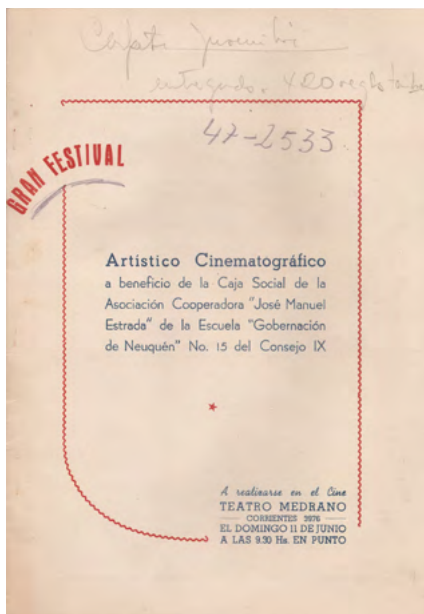 47-2533
GRAN FESTIVAL
Artístico Cinematográfico
a beneficio de la Caja Social de la
Asociación Cooperadora "José Manuel
Estrada" de la Escuela "Gobernación
de Neuquén" No. 15 del Consejo IX
A realizarse en el Cine
TEATRO MEDRANO
CORRIENTES 3976
EL DOMINGO 11 DE JUNIO
A LAS 9.30 Hs. EN PUNTO